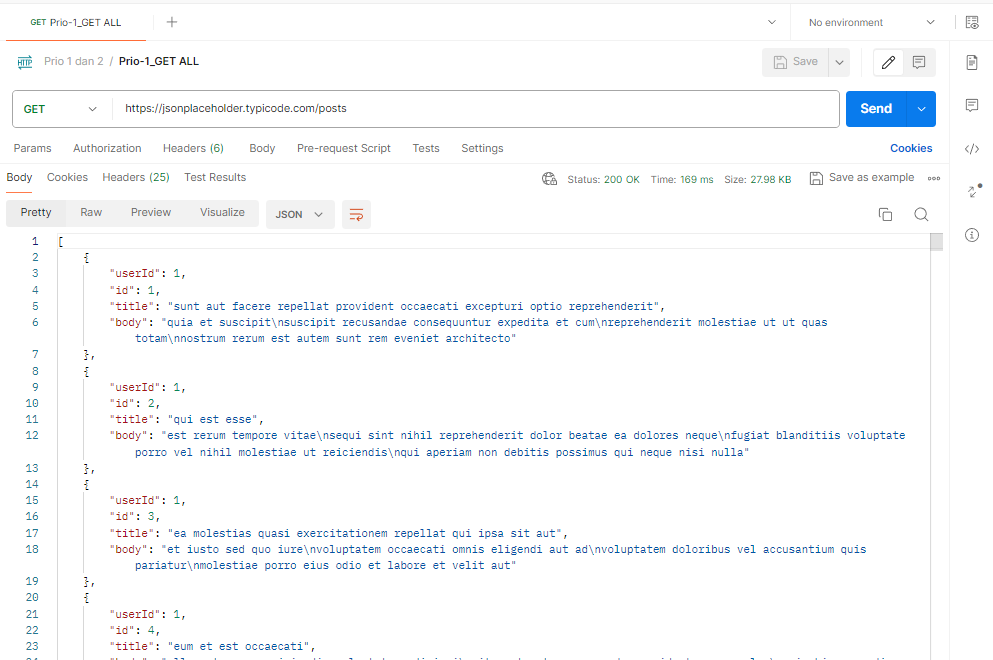 GET Prio-1_GET ALL
No environment
HTTP Prio 1 dan 2 / Prio-1_GET ALL
Save
GET https://jsonplaceholder.typicode.com/posts
Send
Params Authorization Headers (6) Body Pre-request Script Tests Settings Cookies
Body Cookies Headers (25) Test Results Status: 200 OK Time: 169 ms Size: 27.98 KB Save as example
Pretty Raw Preview Visualize JSON
1 [
2 {
3 "userId": 1,
4 "id": 1,
5 "title": "sunt aut facere repellat provident occaecati excepturi optio reprehenderit",
6 "body": "quia et suscipit\nsuscipit recusandae consequuntur expedita et cum\nreprehenderit molestiae ut ut quas
totam\nnostrum rerum est autem sunt rem eveniet architecto"
7 },
8 {
9 "userId": 1,
10 "id": 2,
11 "title": "qui est esse",
12 "body": "est rerum tempore vitae\nsequi sint nihil reprehenderit dolor beatae ea dolores neque\nfugiat blanditiis voluptate
porro vel nihil molestiae ut reiciendis\nqui aperiam non debitis possimus qui neque nisi nulla"
13 },
14 {
15 "userId": 1,
16 "id": 3,
17 "title": "ea molestias quasi exercitationem repellat qui ipsa sit aut",
18 "body": "et iusto sed quo iure\nvoluptatem occaecati omnis eligendi aut ad\nvoluptatem doloribus vel accusantium quis
pariatur\nmolestiae porro eius odio et labore et velit aut"
19 },
20 {
21 "userId": 1,
22 "id": 4,
23 "title": "eum et est occaecati",